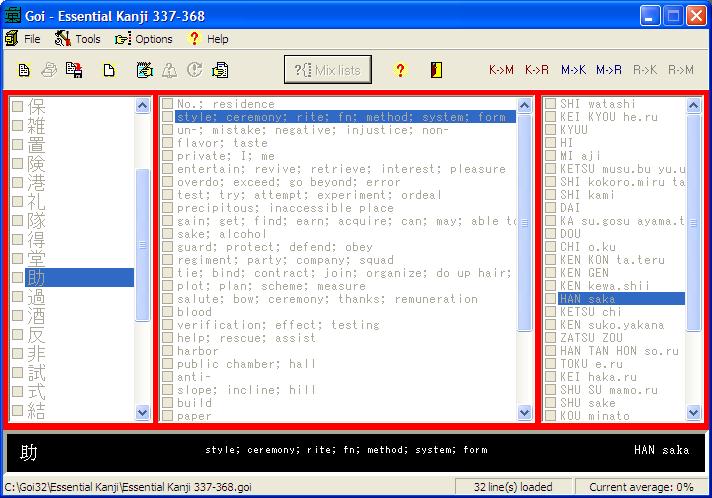 Goi - Essential Kanji 337-368
File Tools Options Help
?{ Mix lists
K->M K->R M->K M->R R->K R->M
保
雑
置
険
港
礼
隊
得
堂
助
過
酒
反
非
試
式
結
No.; residence
style; ceremony; rite; fn; method; system; form
un-; mistake; negative; injustice; non-
flavor; taste
private; I; me
entertain; revive; retrieve; interest; pleasure
overdo; exceed; go beyond; error
test; try; attempt; experiment; ordeal
precipitous; inaccessible place
gain; get; find; earn; acquire; can; may; able to
sake; alcohol
guard; protect; defend; obey
regiment; party; company; squad
tie; bind; contract; join; organize; do up hair;
plot; plan; scheme; measure
salute; bow; ceremony; thanks; remuneration
blood
verification; effect; testing
help; rescue; assist
harbor
public chamber; hall
anti-
slope; incline; hill
build
paper
SHI watashi
KEI KYOU he.ru
KYUU
HI
MI aji
KETSU musu.bu yu.u
SHI kokoro.miru ta
SHI kami
DAI
KA su.gosu ayama.t
DOU
CHI o.ku
KEN KON ta.teru
KEN GEN
KEN kewa.shii
HAN saka
KETSU chi
KEN suko.yakana
ZATSU ZOU
HAN TAN HON so.ru
TOKU e.ru
KEI haka.ru
SHU SU mamo.ru
SHU sake
KOU minato
助 style; ceremony; rite; fn; method; system; form HAN saka
C:\Goi32\Essential Kanji\Essential Kanji 337-368.goi 32 line(s) loaded Current average: 0%